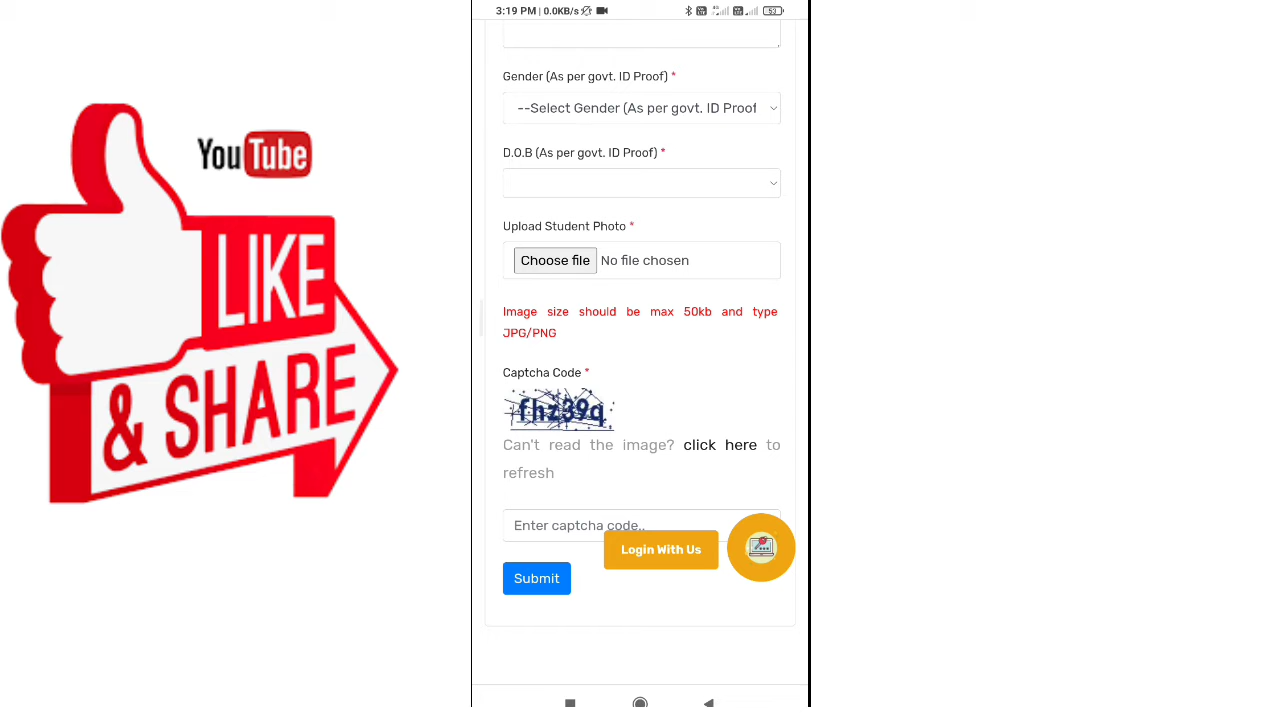 3:19 PM | 0.0KB/s
53
YouTube
LIKE
& SHARE
Gender (As per govt. ID Proof) *
--Select Gender (As per govt. ID Proof
D.O.B (As per govt. ID Proof) *
Upload Student Photo *
Choose file No file chosen
Image size should be max 50kb and type
JPG/PNG
Captcha Code *
fhz39q
Can't read the image? click here to
refresh
Enter captcha code..
Login With Us
Submit